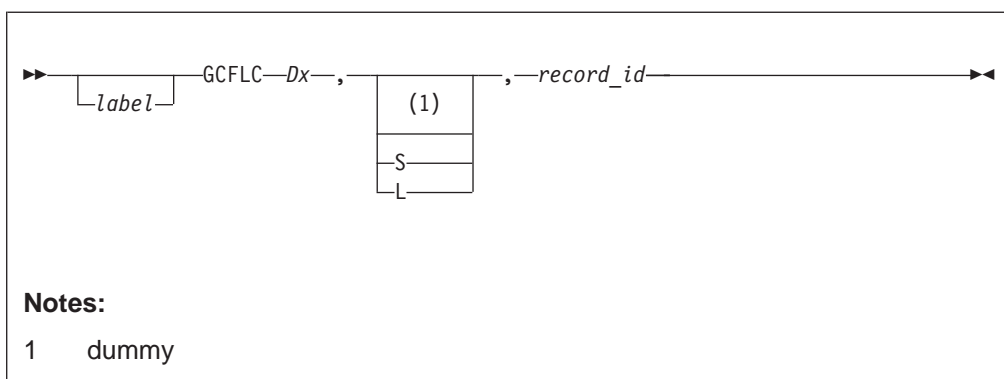 GCFLC Dx , , record_id
label
(1)
S
L
Notes:
1 dummy